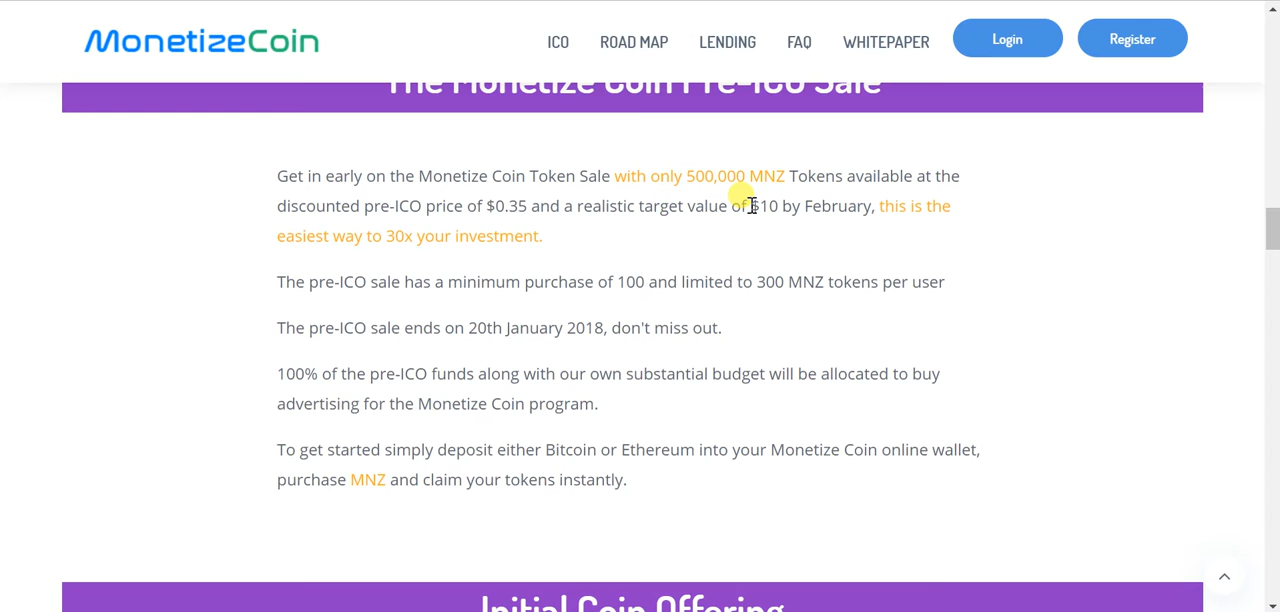 MonetizeCoin
ICO ROAD MAP LENDING FAQ WHITEPAPER Login Register
The Monetize Coin Pre-ICO Sale
Get in early on the Monetize Coin Token Sale with only 500,000 MNZ Tokens available at the
discounted pre-ICO price of $0.35 and a realistic target value of $10 by February, this is the
easiest way to 30x your investment.
The pre-ICO sale has a minimum purchase of 100 and limited to 300 MNZ tokens per user
The pre-ICO sale ends on 20th January 2018, don't miss out.
100% of the pre-ICO funds along with our own substantial budget will be allocated to buy
advertising for the Monetize Coin program.
To get started simply deposit either Bitcoin or Ethereum into your Monetize Coin online wallet,
purchase MNZ and claim your tokens instantly.
Initial Coin Offering